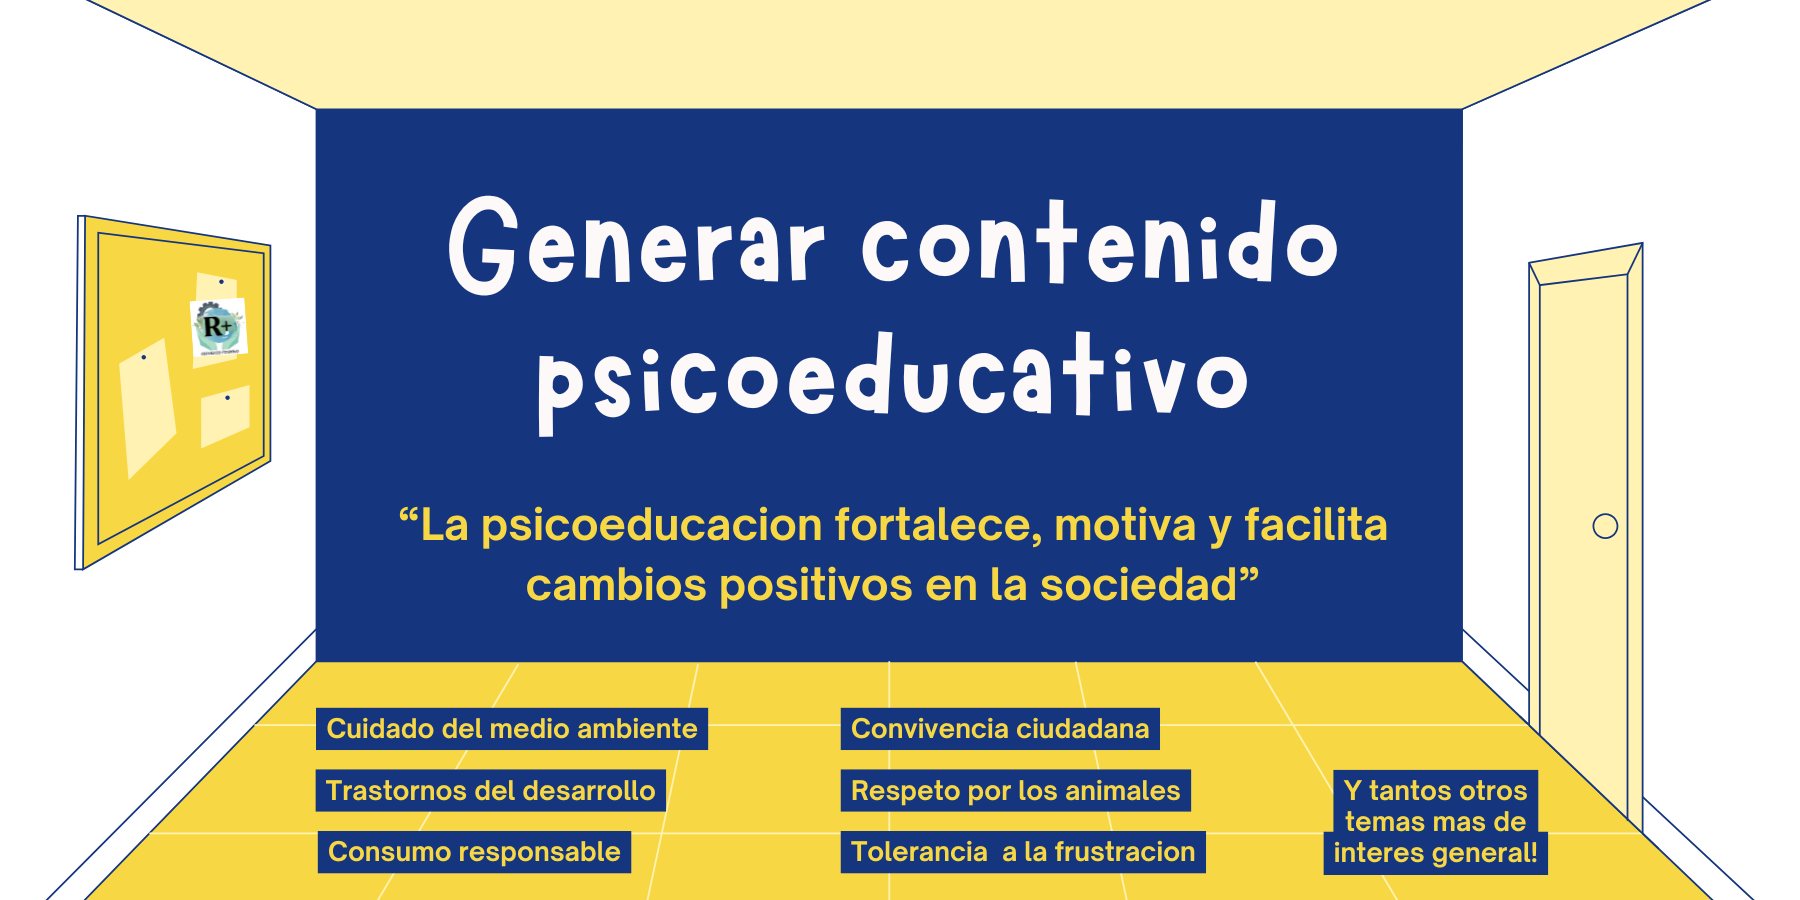 Generar contenido
psicoeducativo
“La psicoeducacion fortalece, motiva y facilita
cambios positivos en la sociedad”
R+
Cuidado del medio ambiente
Trastornos del desarrollo
Consumo responsable
Convivencia ciudadana
Respeto por los animales
Tolerancia  a la frustracion
Y tantos otros
temas mas de
interes general!